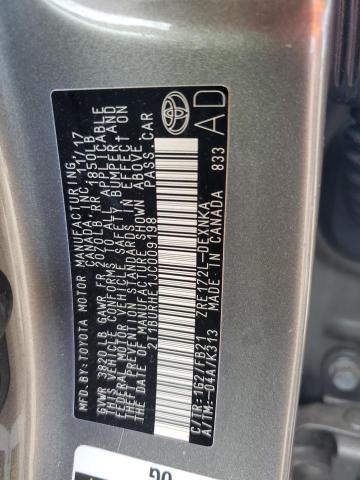 MFD.BY:TOYOTA MOTOR MANUFACTURING
CANADA, INC. 11/17
GVWR 3820LB GAWR FR 2071LB RR 1850LB
THIS VEHICLE CONFORMS TO ALL APPLICABLE
FEDERAL MOTOR VEHICLE SAFETY, BUMPER AND
THEFT PREVENTION STANDARDS IN EFFECT ON
THE DATE OF MANUFACTURE SHOWN ABOVE.
PASS.CAR
C/TR:1G2/FB21
A/TM:-14A/K313
ZRE172L-DEXNKA
MADE IN CANADA
833
AD